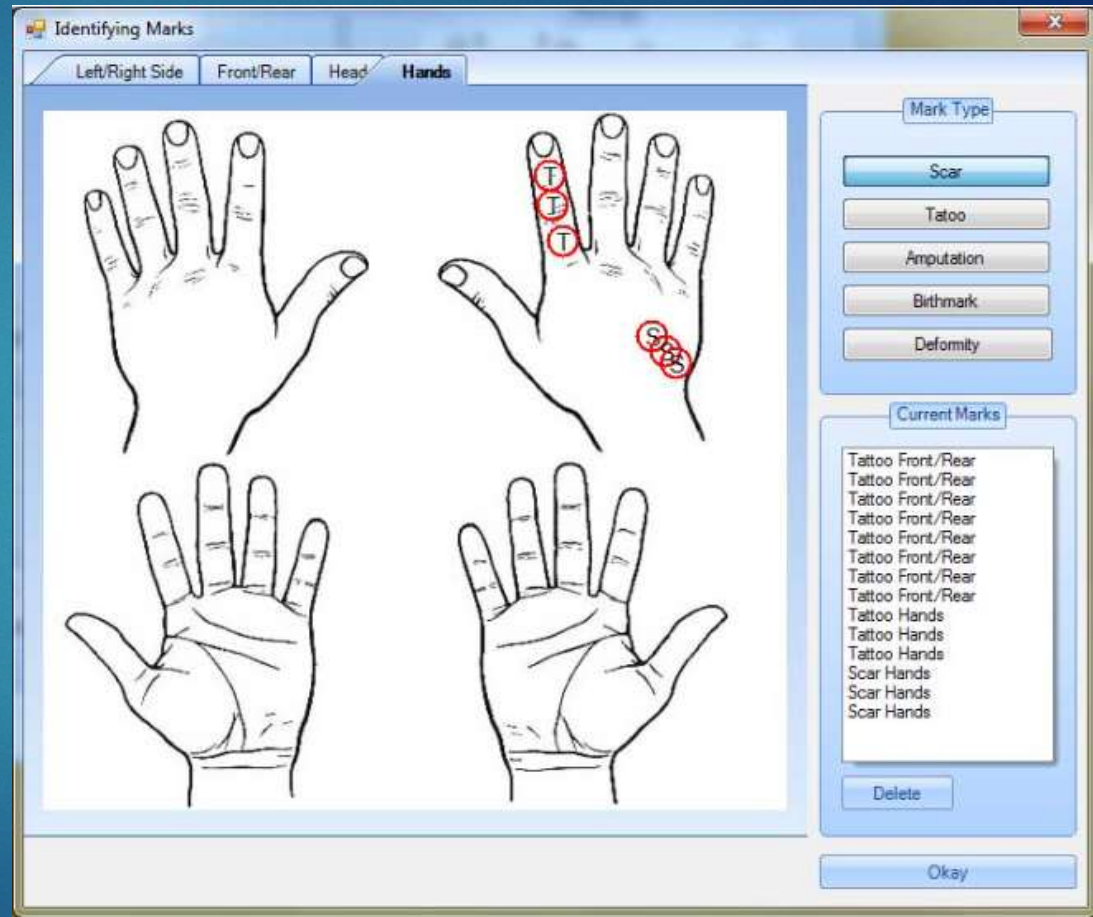 Identifying Marks
Left/Right Side Front/Rear Head Hands
Mark Type
Scar
Tatoo
Amputation
Birthmark
Deformity
T
T
T
S
S
S
Current Marks
Tattoo Front/Rear
Tattoo Front/Rear
Tattoo Front/Rear
Tattoo Front/Rear
Tattoo Front/Rear
Tattoo Front/Rear
Tattoo Front/Rear
Tattoo Front/Rear
Tattoo Hands
Tattoo Hands
Tattoo Hands
Scar Hands
Scar Hands
Scar Hands
Delete
Okay